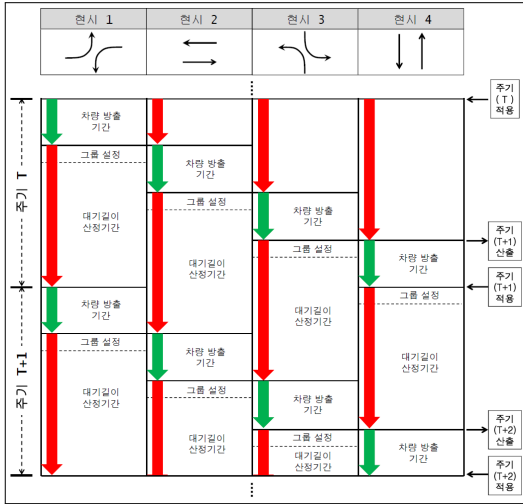 현시 1
현시 2
현시 3
현시 4
주기
(T)
적용
차량 방출
기간
그룹 설정
차량 방출
기간
주기 T
그룹 설정
차량 방출
기간
대기길이
산정기간
대기길이
산정기간
주기
(T+1)
산출
그룹 설정
차량 방출
기간
주기
(T+1)
적용
차량 방출
기간
그룹 설정
대기길이
산정기간
그룹 설정
차량 방출
기간
대기길이
산정기간
주기 T+1
대기길이
산정기간
그룹 설정
차량 방출
기간
주기
(T+2)
산출
대기길이
산정기간
그룹 설정
대기길이
산정기간
차량 방출
기간
주기
(T+2)
적용